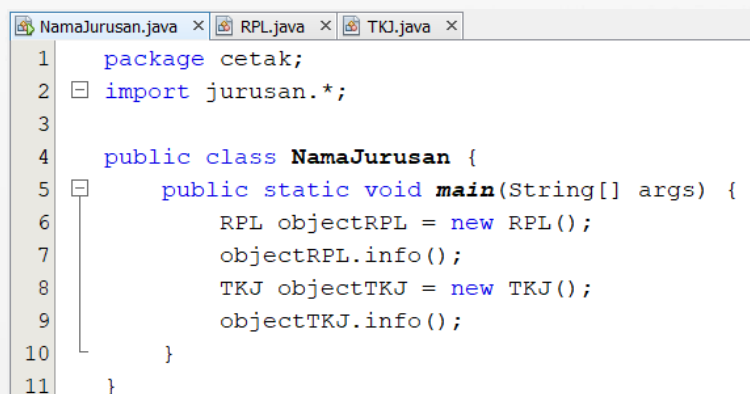 NamaJurusan.java × RPL.java × TKJ.java ×
1 package cetak;
2 import jurusan.*;
3
4 public class NamaJurusan {
5 public static void main(String[] args) {
6 RPL objectRPL = new RPL();
7 objectRPL.info();
8 TKJ objectTKJ = new TKJ();
9 objectTKJ.info();
10 }
11 }